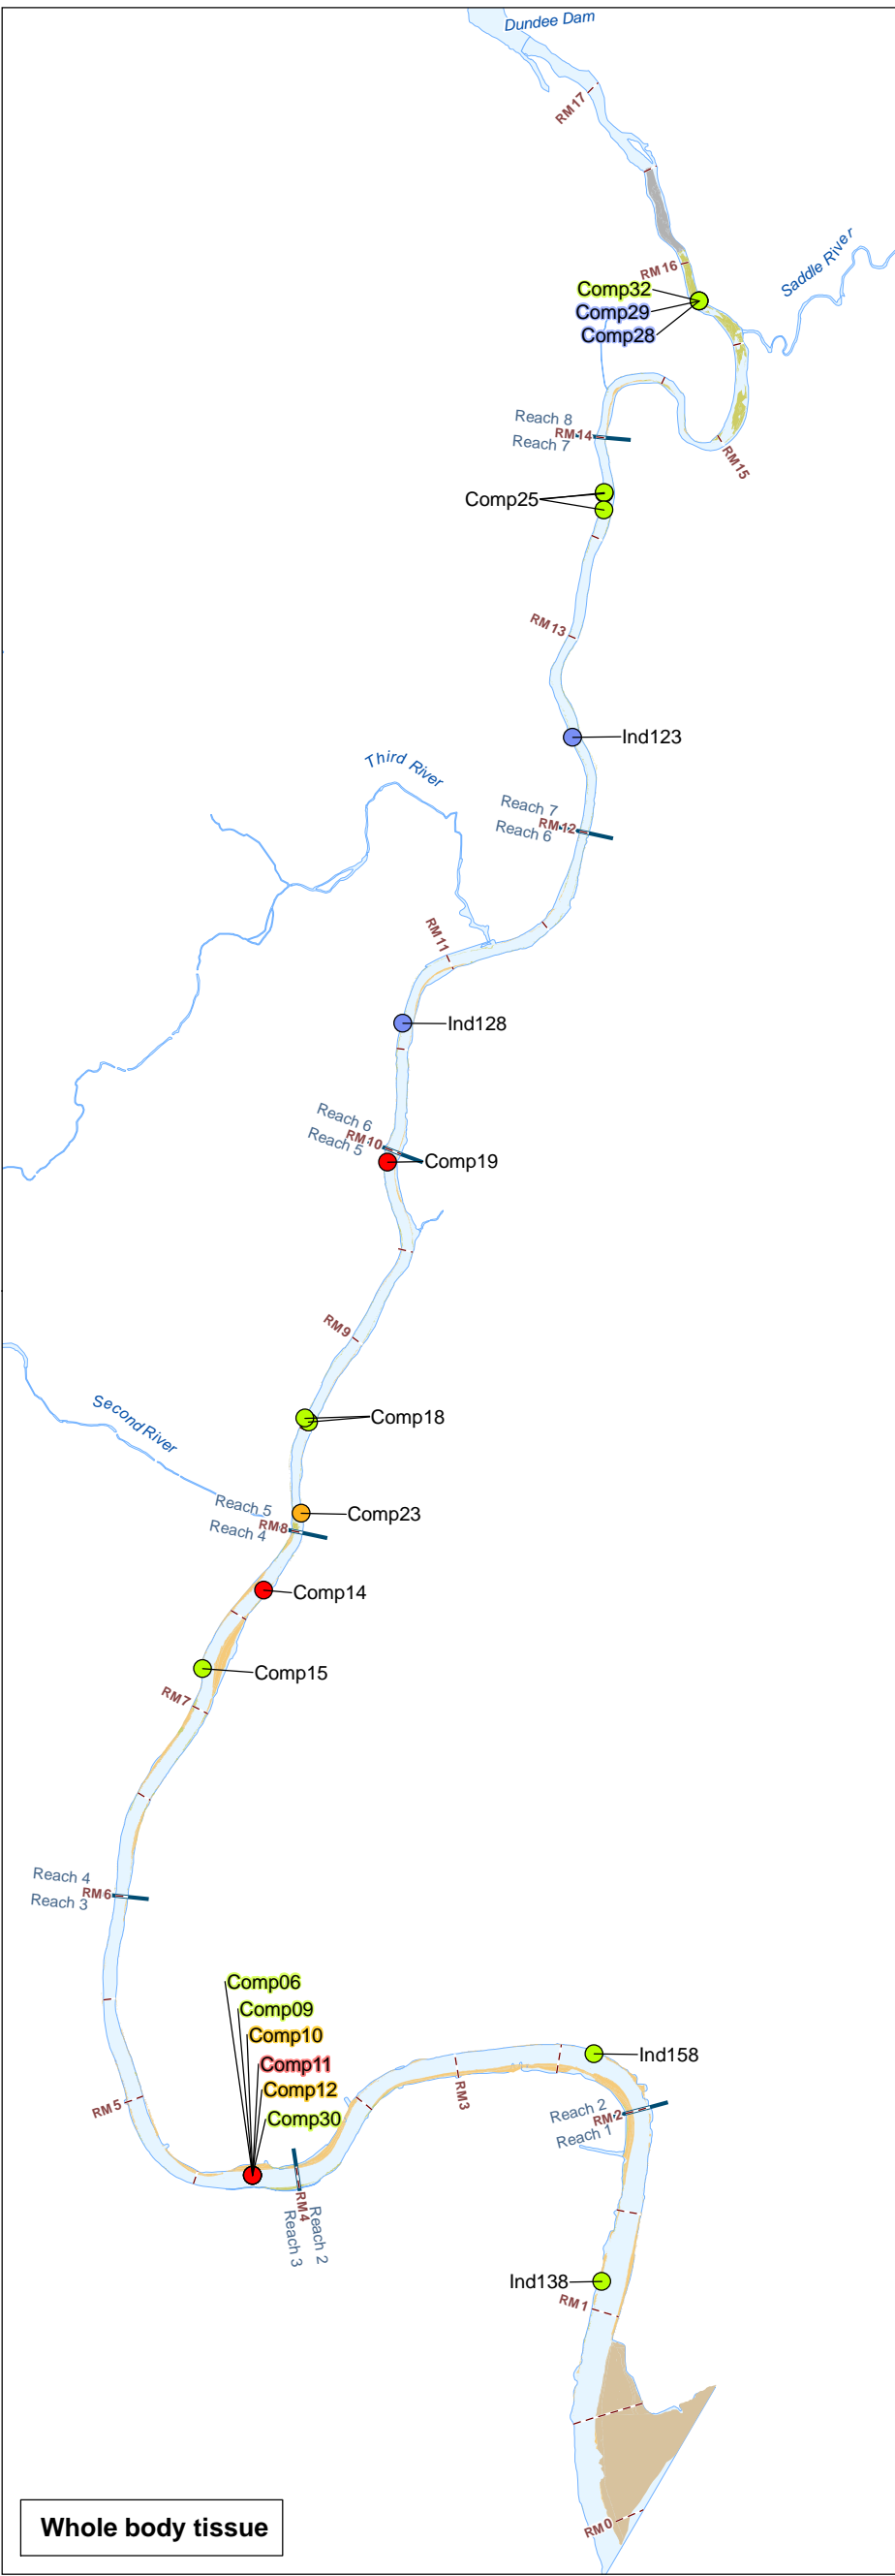 Dundee Dam
RM17
Saddle River
RM16
Comp32
Comp29
Comp28
Reach 8
RM14
Reach 7
RM15
Comp25
RM13
Ind123
Third River
Reach 7
RM12
Reach 6
RM11
Ind128
Reach 6
RM10
Reach 5
Comp19
RM9
Second River
Comp18
Reach 5
RM8
Reach 4
Comp23
Comp14
Comp15
RM7
Reach 4
RM6
Reach 3
Comp06
Comp09
Comp10
Comp11
Comp12
Comp30
RM5
RM3
Ind158
Reach 2
RM2
Reach 1
RM4
Reach 2
Reach 3
Ind138
RM1
RM0
Whole body tissue